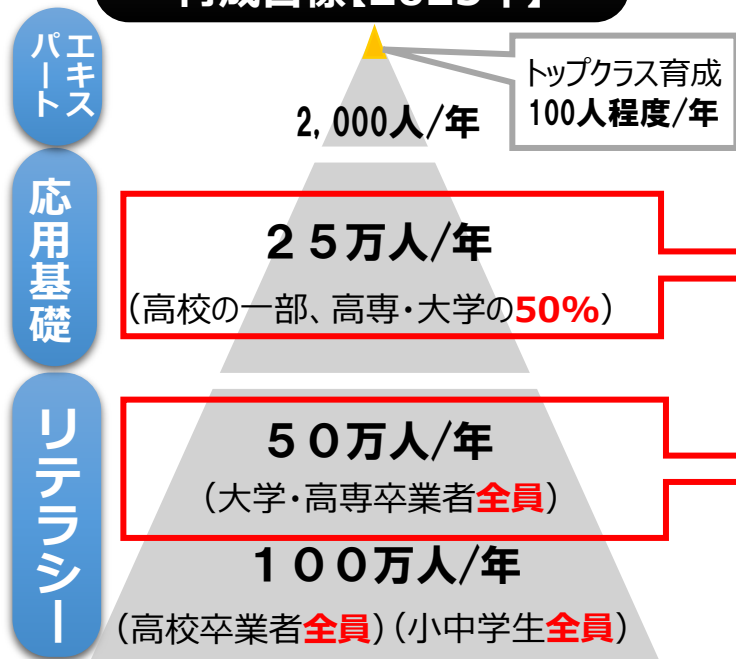 エキスパート
トップクラス育成
100人程度/年
2,000人/年
応用基礎
２５万人/年
(高校の一部、高専・大学の50%)
リテラシー
５０万人/年
(大学・高専卒業者全員)
１００万人/年
(高校卒業者全員)(小中学生全員)